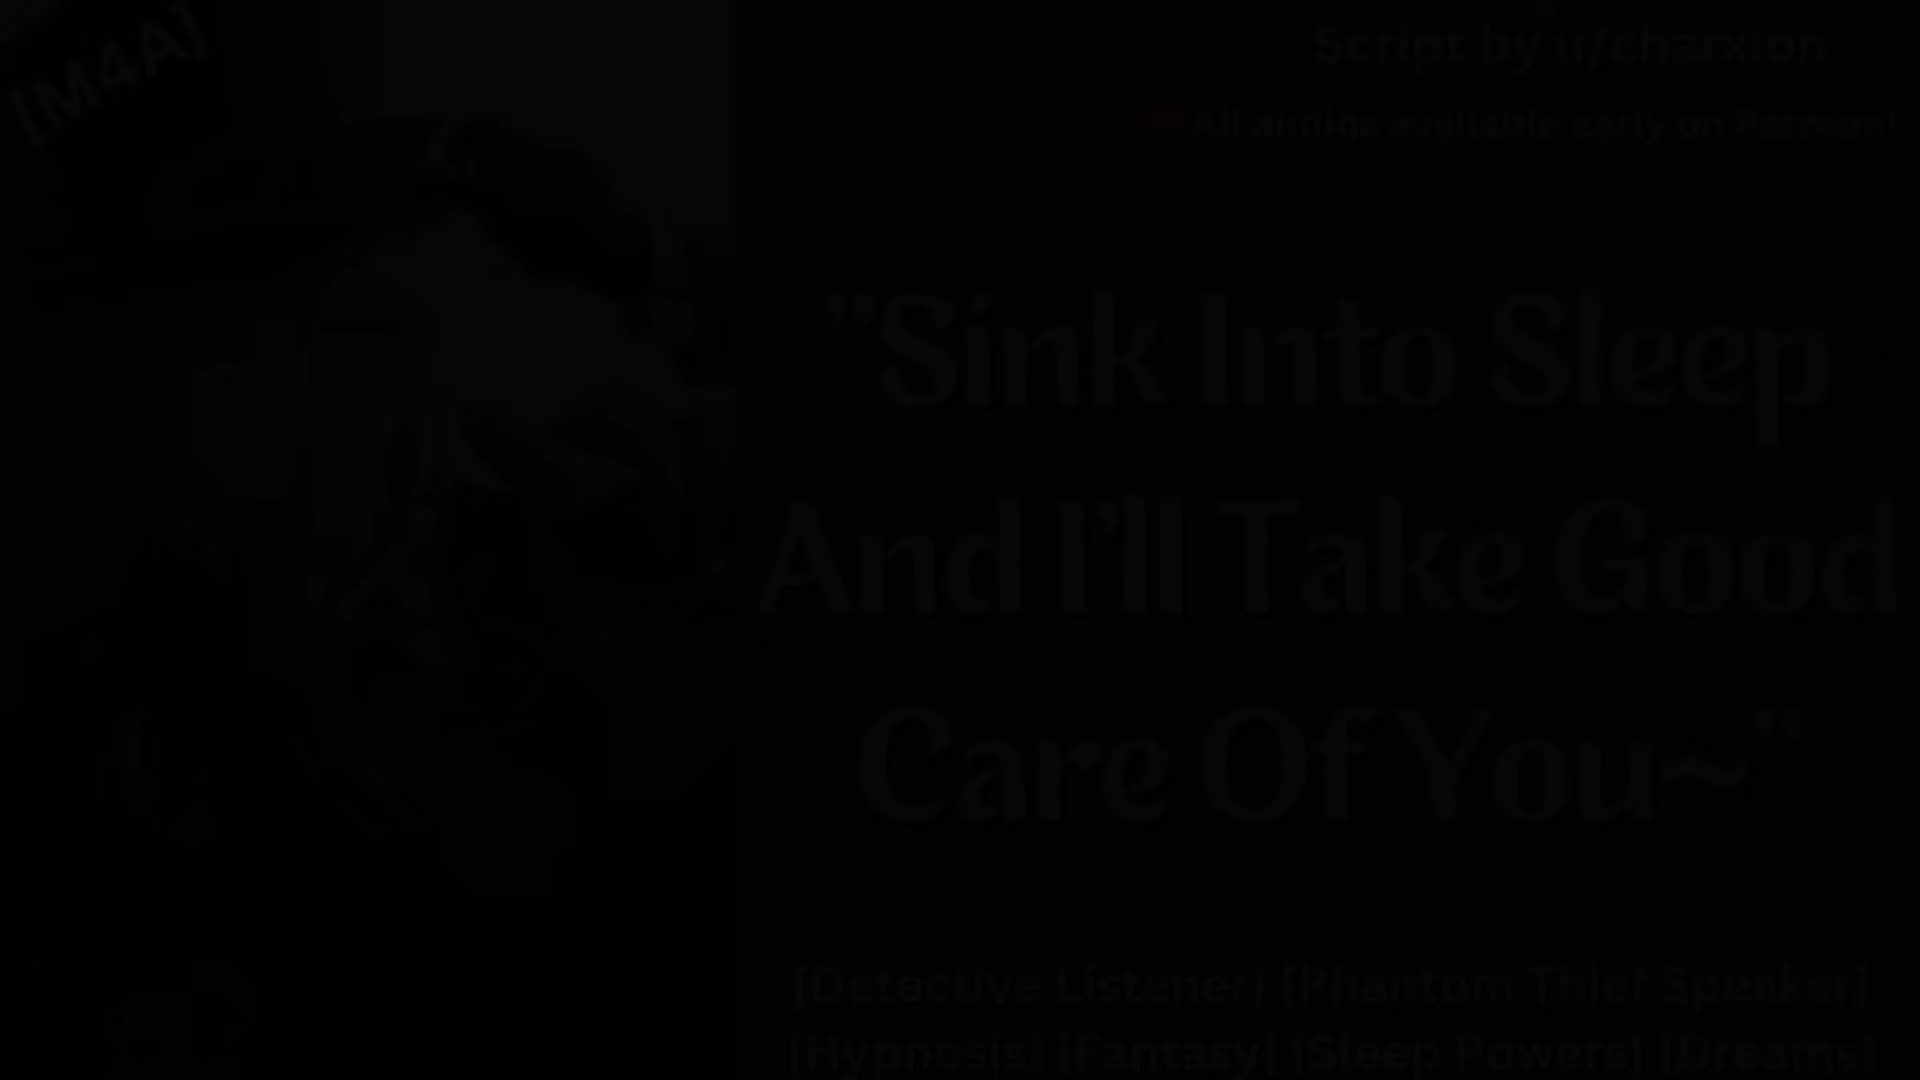 [M4A]
Script by u/charxion
All audios available early on Patreon!
"Sink Into Sleep
And I'll Take Good
Care Of You~"
[Detective Listener] [Phantom Thief Speaker]
[Hypnosis] [Fantasy] [Sleep Powers] [Dreams]